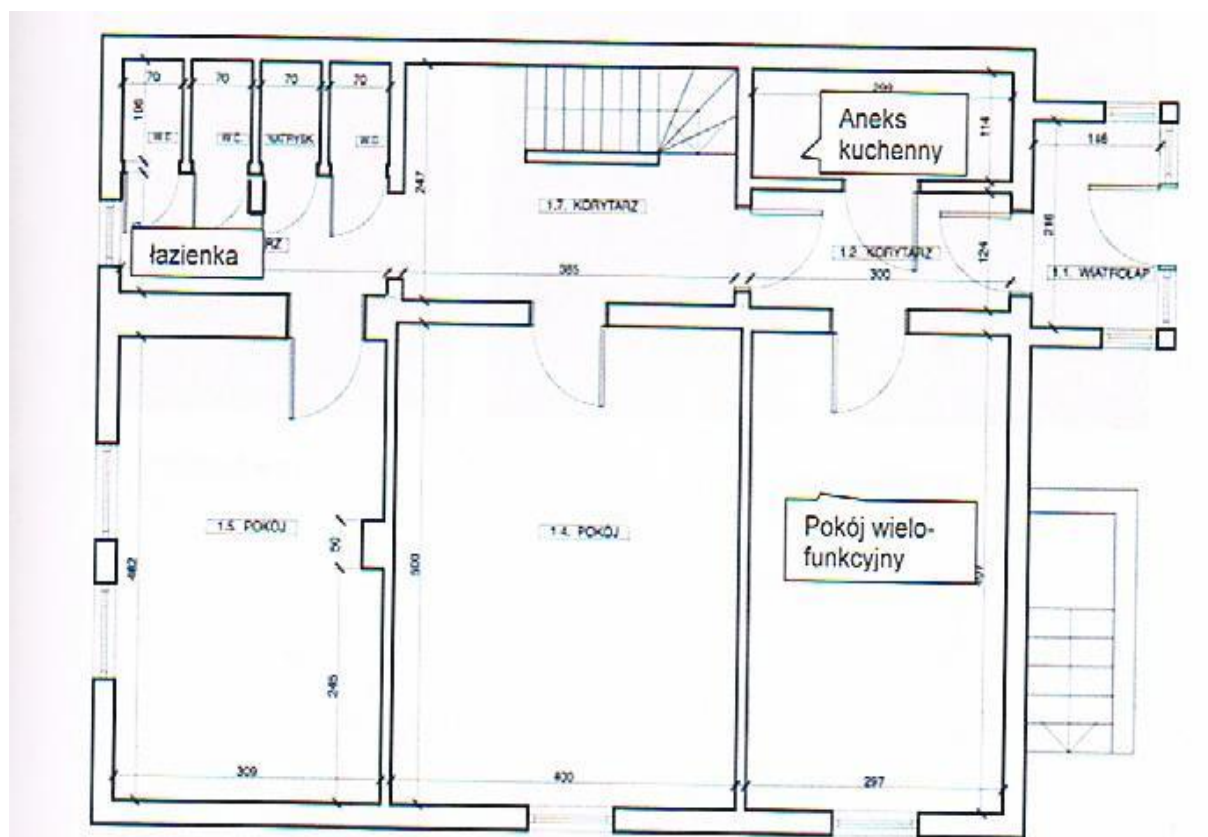 70 70 70 70
299
106
W.C. W.C. NATRYSK W.C.
Aneks
kuchenny
114
247
1.7. KORYTARZ
1.2. KORYTARZ
124
1.1. WIATROŁAP
łazienka
RZ
385
300
1.5. POKÓJ
1.4. POKÓJ
Pokój wielo-
funkcyjny
50
482
500
245
309
400
297